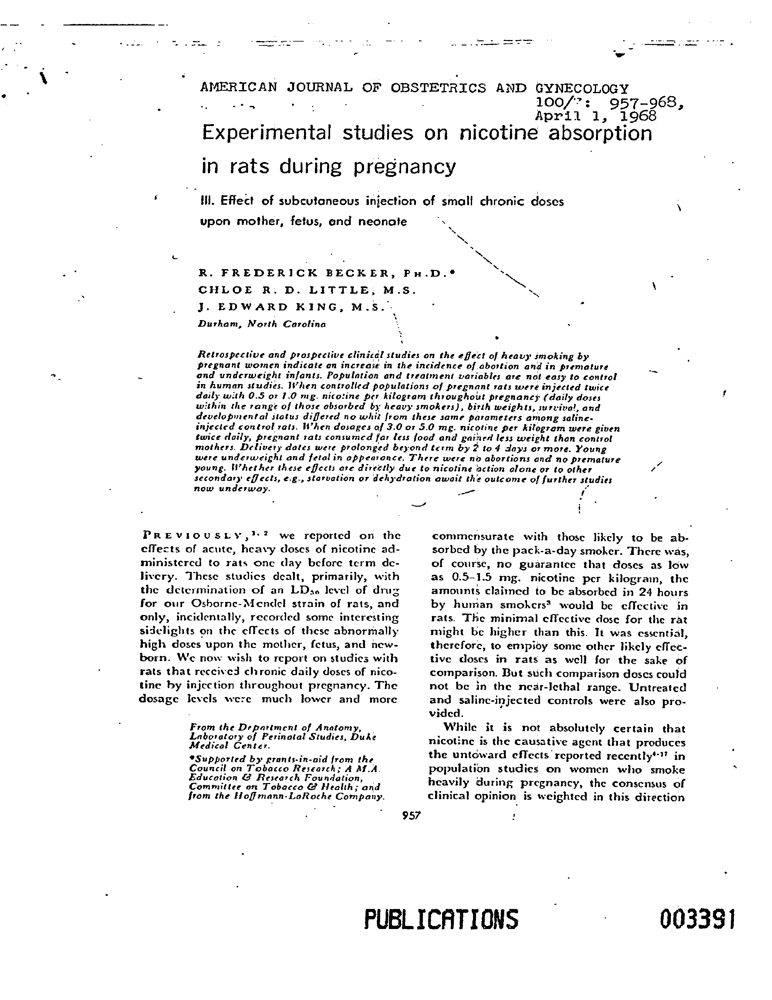 AMERICAN JOURNAL OF OBSTETRICS AND GYNECOLOGY
957-968,
April 1, 1968
Experimental studies on nicotine absorption
in rats during pregnancy
III. Effect of subcutaneous injection of small chronic doses
upon mother, fetus, and neonate
R. FREDERICK BECKER, PH.D.*
CHLOE R. D. LITTLE, M.S.
J. EDWARD KING, M.S.
Durham, North Carolina
Retrospective and prospective clinical studies on the effect of heavy smoking by
pregnant women indicate an increase in the incidence of abortion and in premature
and underweight infants. Population and treatment variables are not easy to control
in human studies. When controlled populations of pregnant rats were injected twice
daily with 0.5 or 1.0 mg. nicotine per kilogram throughout pregnancy (daily doses
within the range of those absorbed by heavy smokers), birth weights, survival, and
developmental status differed no whit from these same parameters among saline-
injected control rats. When dosages of 3.0 or 5.0 mg. nicotine per kilogram were given
twice daily, pregnant rats consumed far less food and gained less weight than control
mothers. Delivery dates were prolonged beyond term by 2 to 4 days or more. Young
were underweight and fetal in appearance. There were no abortions and no premature
young. Whether these effects are directly due to nicotine action alone or to other
secondary effects, e.g., starvation or dehydration await the outcome of further studies
now underway.
PREVIOUSLY,1, 2 we reported on the
effects of acute, heavy doses of nicotine ad-
ministered to rats one day before term de-
livery. These studies dealt, primarily, with
the determination of an LD50 level of drug
for our Osborne-Mendel strain of rats, and
only, incidentally, recorded some interesting
sidelights on the effects of these abnormally
high doses upon the mother, fetus, and new-
born. We now wish to report on studies with
rats that received chronic daily doses of nico-
tine by injection throughout pregnancy. The
dosage levels were much lower and more
From the Department of Anatomy,
Laboratory of Perinatal Studies, Duke
Medical Center.
*Supported by grants-in-aid from the
Council on Tobacco Research; A M.A.
Education & Research Foundation,
Committee on Tobacco & Health; and
from the Hoffmann-LaRoche Company.
commensurate with those likely to be ab-
sorbed by the pack-a-day smoker. There was,
of course, no guarantee that doses as low
as 0.5-1.5 mg. nicotine per kilogram, the
amounts claimed to be absorbed in 24 hours
by human smokers3 would be effective in
rats. The minimal effective dose for the rat
might be higher than this. It was essential,
therefore, to employ some other likely effec-
tive doses in rats as well for the sake of
comparison. But such comparison doses could
not be in the near-lethal range. Untreated
and saline-injected controls were also pro-
vided.
While it is not absolutely certain that
nicotine is the causative agent that produces
the untoward effects reported recently4-17 in
population studies on women who smoke
heavily during pregnancy, the consensus of
clinical opinion is weighted in this direction
957
PUBLICATIONS 003391